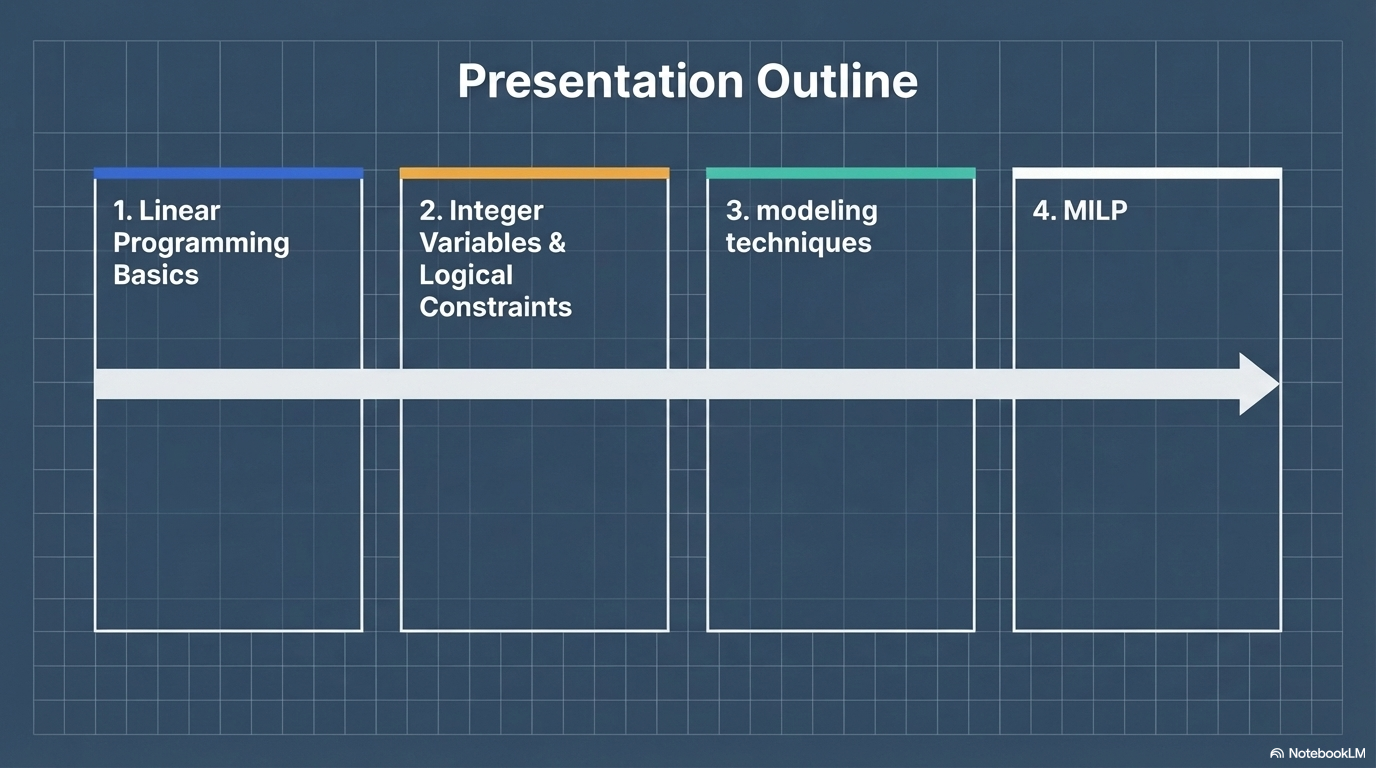 Presentation Outline
1. Linear
Programming
Basics
2. Integer
Variables &
Logical
Constraints
3. modeling
techniques
4. MILP
NotebookLM